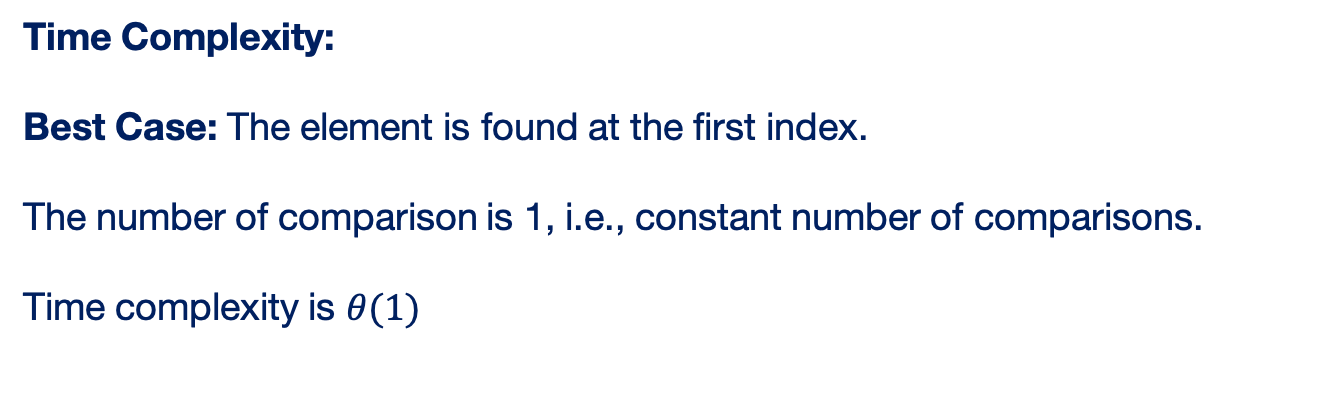 Time Complexity:
Best Case: The element is found at the first index.
The number of comparison is 1, i.e., constant number of comparisons.
Time complexity is 𝜃(1)